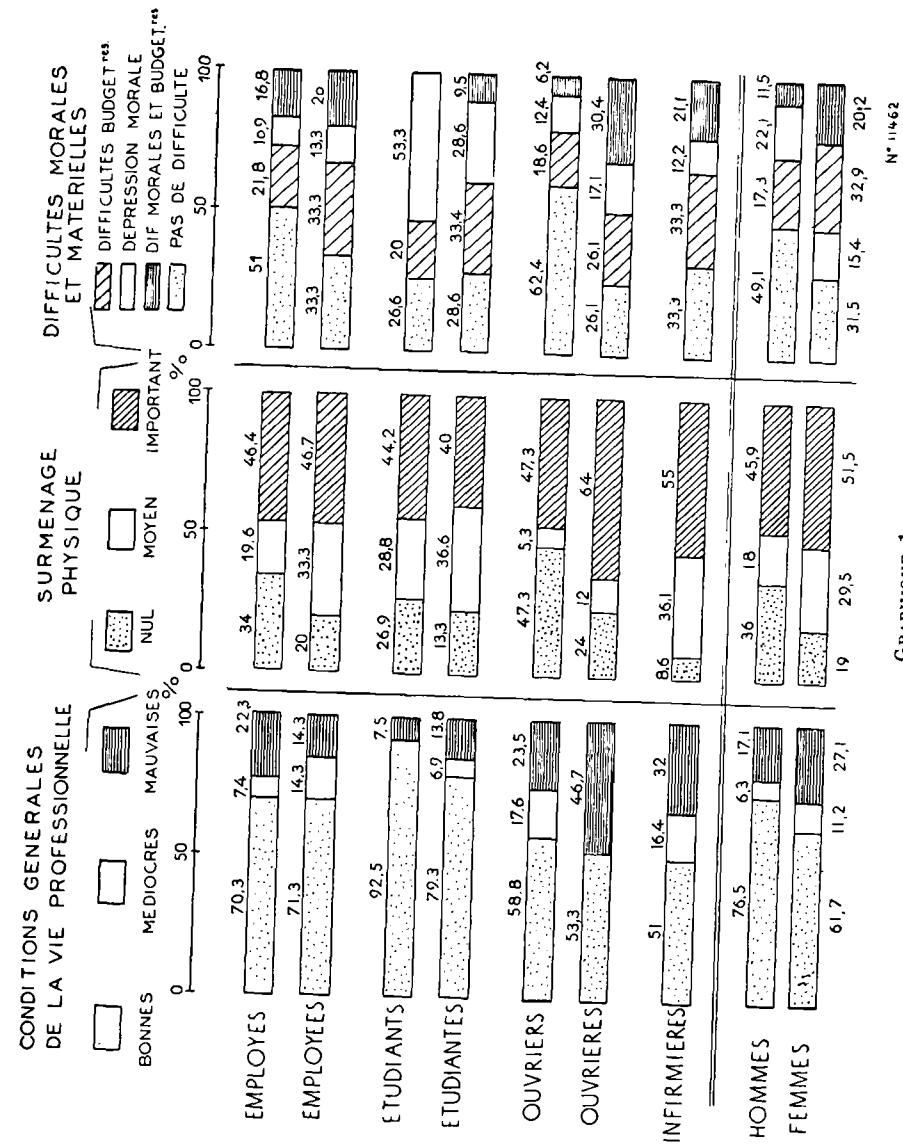 CONDITIONS GENERALES
DE LA VIE PROFESSIONNELLE
BONNES
MEDIOCRES
MAUVAISES
SURMENAGE
PHYSIQUE
NUL
MOYEN
IMPORTANT
DIFFICULTES MORALES
ET MATERIELLES
DIFFICULTES BUDGET.res
DEPRESSION MORALE
DIF MORALES ET BUDGET.res
PAS DE DIFFICULTE
0 50 100 %
0 50 100 %
0 50 100
EMPLOYES 70,3 7,4 22,3 34 19,6 46,4 51 21,8 10,9 16,8
EMPLOYEES 71,3 14,3 14,3 20 33,3 46,7 33,3 33,3 13,3 20
ETUDIANTS 92,5 7,5 26,9 28,8 44,2 26,6 20 53,3
ETUDIANTES 79,3 6,9 13,8 13,3 36,6 40 28,6 33,4 28,6 9,5
OUVRIERS 58,8 17,6 23,5 47,3 5,3 47,3 62,4 18,6 12,4 6,2
OUVRIERES 53,3 46,7 24 12 64 26,1 26,1 17,1 30,4
INFIRMIERES 51 16,4 32 8,6 36,1 55 33,3 33,3 12,2 21,1
HOMMES 76,5 6,3 17,1 36 18 45,9 49,1 17,3 22,1 11,5
FEMMES 61,7 11,2 27,1 19 29,5 51,5 31,5 15,4 32,9 20,2
N° 11462
GRAPHIQUE 1